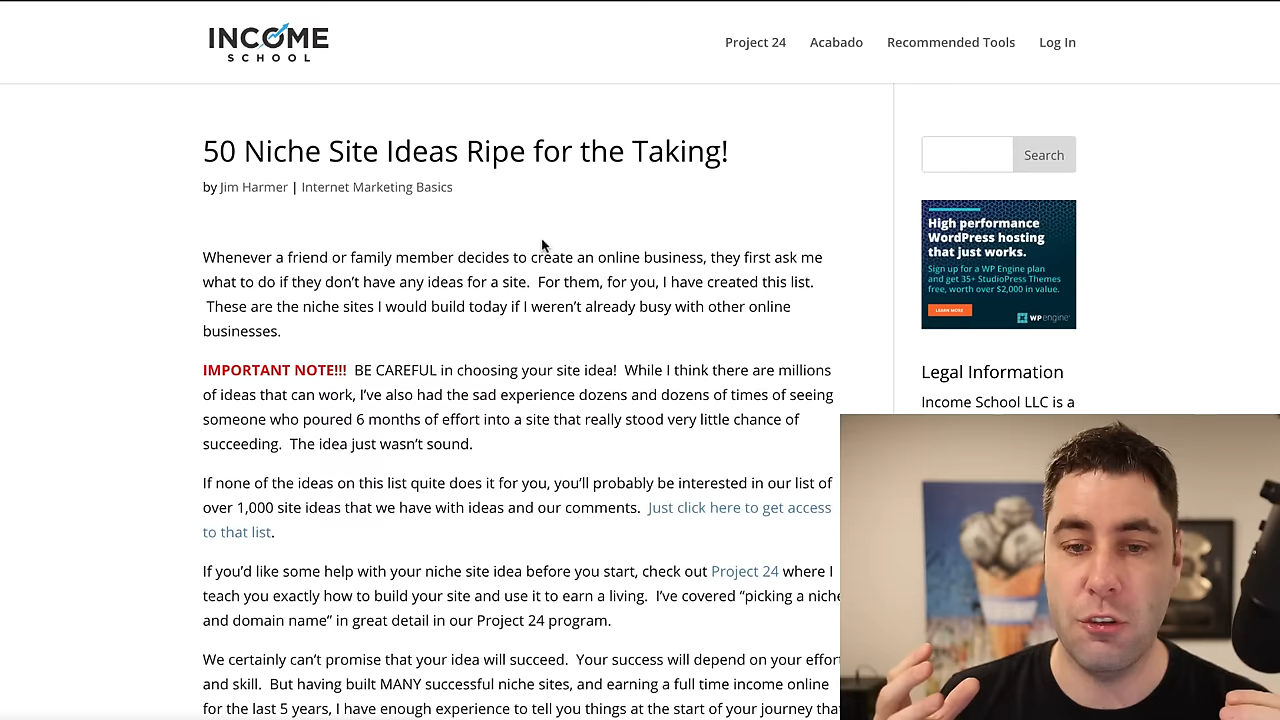 INCOME
SCHOOL
Project 24
Acabado
Recommended Tools
Log In
50 Niche Site Ideas Ripe for the Taking!
by Jim Harmer | Internet Marketing Basics
Whenever a friend or family member decides to create an online business, they first ask me
what to do if they don't have any ideas for a site.  For them, for you, I have created this list.
These are the niche sites I would build today if I weren't already busy with other online
businesses.
IMPORTANT NOTE!!!  BE CAREFUL in choosing your site idea!  While I think there are millions
of ideas that can work, I've also had the sad experience dozens and dozens of times of seeing
someone who poured 6 months of effort into a site that really stood very little chance of
succeeding.  The idea just wasn't sound.
If none of the ideas on this list quite does it for you, you'll probably be interested in our list of
over 1,000 site ideas that we have with ideas and our comments.  Just click here to get access
to that list.
If you'd like some help with your niche site idea before you start, check out Project 24 where I
teach you exactly how to build your site and use it to earn a living.  I've covered "picking a niche
and domain name" in great detail in our Project 24 program.
We certainly can't promise that your idea will succeed.  Your success will depend on your effor
and skill.  But having built MANY successful niche sites, and earning a full time income online
for the last 5 years, I have enough experience to tell you things at the start of your journey tha
Search
High performance
WordPress hosting
that just works.
Sign up for a WP Engine plan
and get 35+ StudioPress Themes
free, worth over $2,000 in value.
LEARN MORE
WP engine
Legal Information
Income School LLC is a